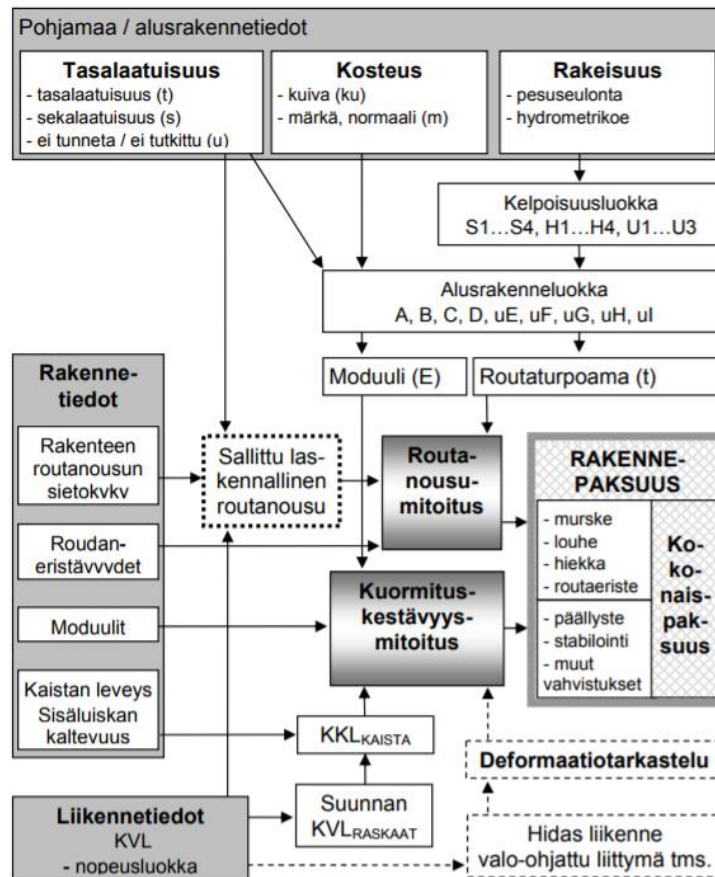 Pohjamaa / alusrakennetiedot
Tasalaatuisuus
- tasalaatuisuus (t)
- sekalaatuisuus (s)
- ei tunneta / ei tutkittu (u)
Kosteus
- kuiva (ku)
- märkä, normaali (m)
Rakeisuus
- pesuseulonta
- hydrometrikoe
Kelpoisuusluokka
S1...S4, H1...H4, U1...U3
Alusrakenneluokka
A, B, C, D, uE, uF, uG, uH, uI
Moduuli (E)
Routaturpoama (t)
Rakenne-
tiedot
Rakenteen
routanousun
sietokvkv
Roudan-
eristävvvdet
Moduulit
Kaistan leveys
Sisäluiskan
kaltevuus
Sallittu las-
kennallinen
routanousu
Routa-
nousu-
mitoitus
Kuormitus-
kestävyys-
mitoitus
RAKENNE-
PAKSUUS
- murske
- louhe
- hiekka
- routaeriste
- päällyste
- stabilointi
- muut
vahvistukset
Ko-
ko-
nais-
pak-
suus
KKLKAISTA
Suunnan
KVLRASKAAT
Deformaatiotarkastelu
Hidas liikenne
valo-ohjattu liittymä tms.
Liikennetiedot
KVL
- nopeusluokka